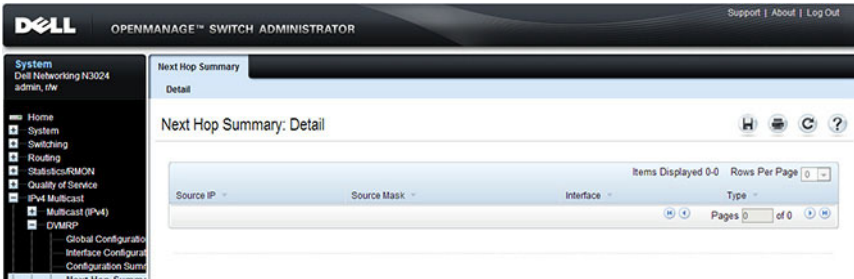 DELL OPENMANAGE™ SWITCH ADMINISTRATOR
Support | About | Log Out
System
Dell Networking N3024
admin, r/w
Home
System
Switching
Routing
Statistics/RMON
Quality of Service
IPv4 Multicast
Multicast (IPv4)
DVMRP
Global Configuratio
Interface Configurat
Configuration Summ
Next Hop Summa
Next Hop Summary
Detail
Next Hop Summary: Detail
Items Displayed 0-0 Rows Per Page 0
Source IP Source Mask Interface Type
Pages 0 of 0